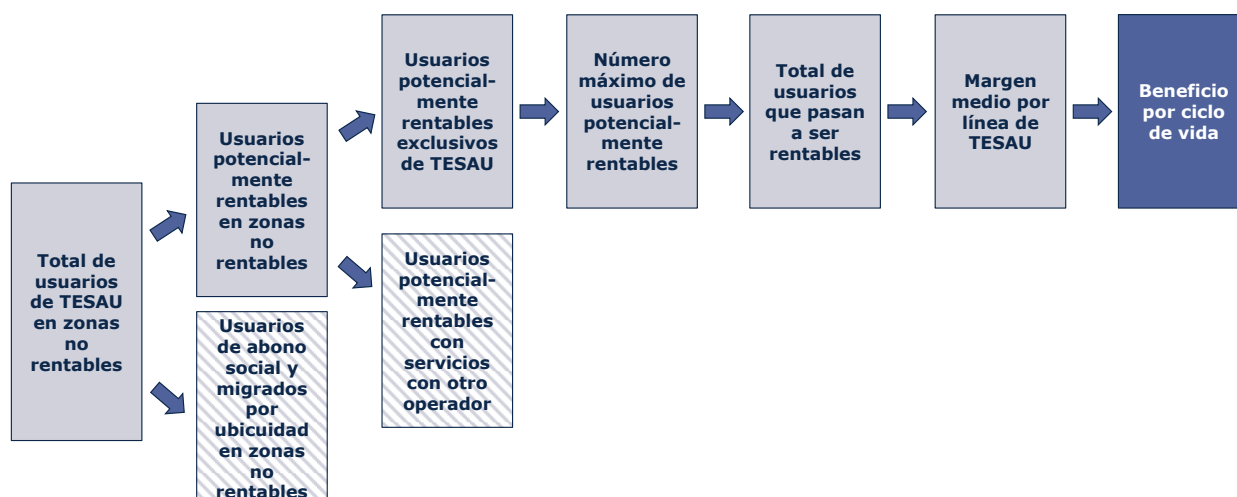 Total de
usuarios
de TESAU
en zonas
no
rentables
Usuarios
potencial-
mente
rentables
en zonas
no
rentables
Usuarios
de abono
social y
migrados
por
ubicuidad
en zonas
no
rentables
Usuarios
potencial-
mente
rentables
exclusivos
de TESAU
Usuarios
potencial-
mente
rentables
con
servicios
con otro
operador
Número
máximo de
usuarios
potencial-
mente
rentables
Total de
usuarios
que pasan
a ser
rentables
Margen
medio por
línea de
TESAU
Beneficio
por ciclo
de vida